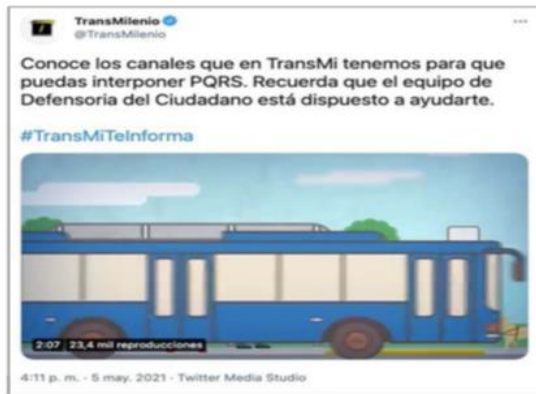 TransMilenio
@TransMilenio
Conoce los canales que en TransMi tenemos para que
puedas interponer PQRS. Recuerda que el equipo de
Defensoria del Ciudadano está dispuesto a ayudarte.
#TransMiTeInforma
2:07 23,4 mil reproducciones
4:11 p. m. - 5 may. 2021 - Twitter Media Studio